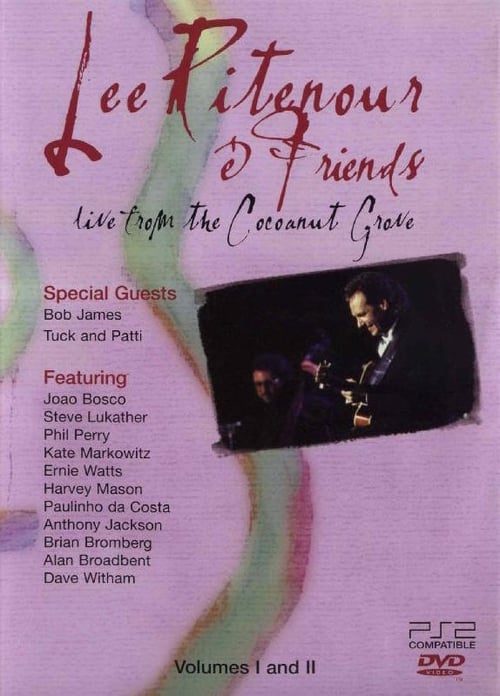 Lee Ritenour
& Friends
live from the Cocoanut Grove
Special Guests
Bob James
Tuck and Patti
Featuring
Joao Bosco
Steve Lukather
Phil Perry
Kate Markowitz
Ernie Watts
Harvey Mason
Paulinho da Costa
Anthony Jackson
Brian Bromberg
Alan Broadbent
Dave Witham
PS2
COMPATIBLE
DVD
VIDEO
TM
Volumes I and II